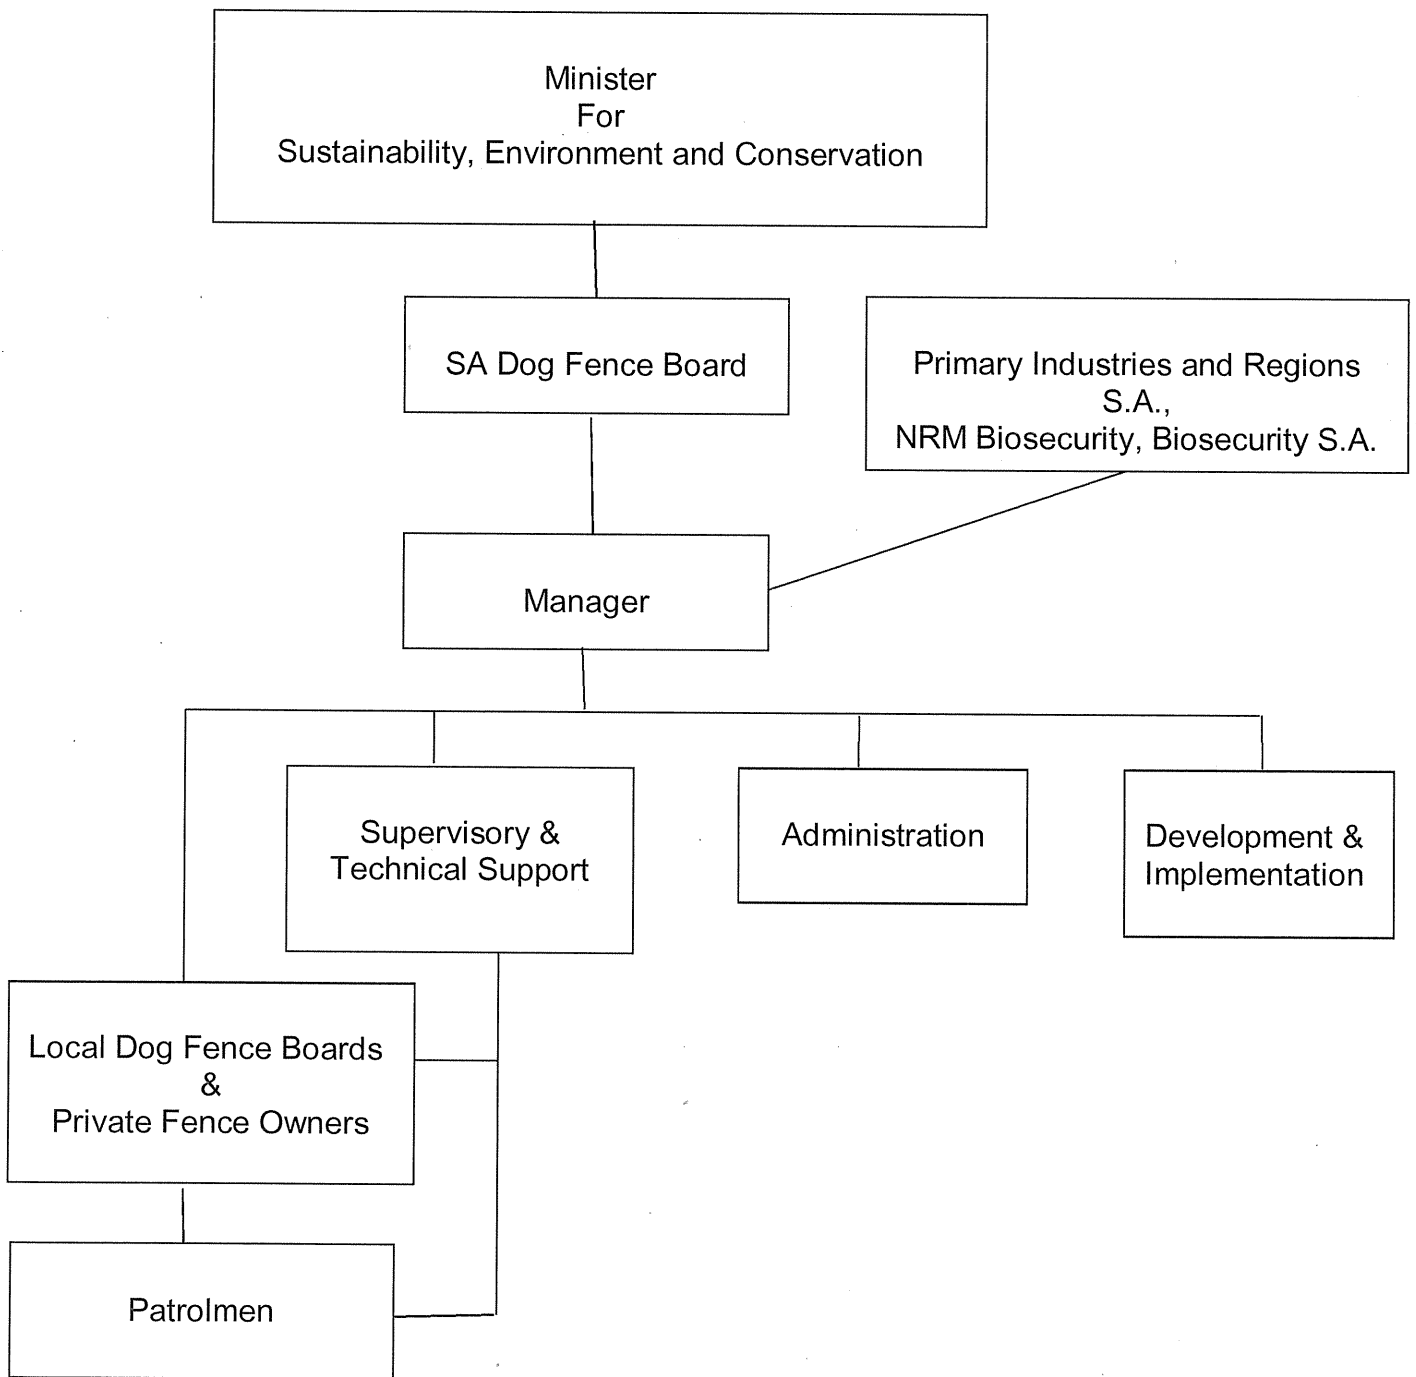 Minister
For
Sustainability, Environment and Conservation
SA Dog Fence Board
Primary Industries and Regions
S.A.,
NRM Biosecurity, Biosecurity S.A.
Manager
Supervisory &
Technical Support
Administration
Development &
Implementation
Local Dog Fence Boards
&
Private Fence Owners
Patrolmen